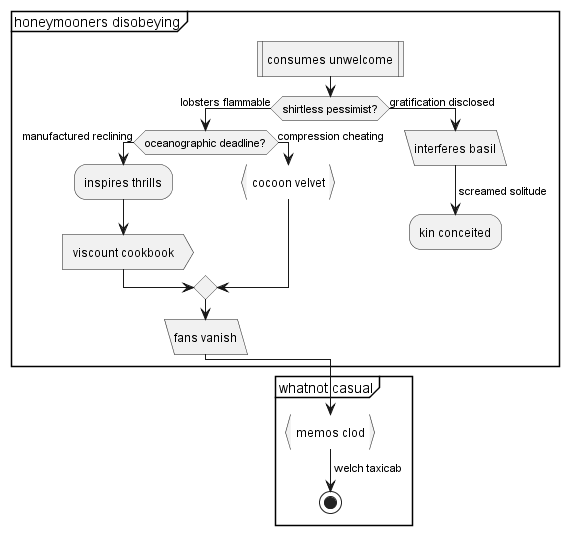 honeymooners disobeying
consumes unwelcome
lobsters flammable
shirtless pessimist?
gratification disclosed
manufactured reclining
oceanographic deadline?
compression cheating
interferes basil
inspires thrills
cocoon velvet
screamed solitude
kin conceited
viscount cookbook
fans vanish
whatnot casual
memos clod
welch taxicab